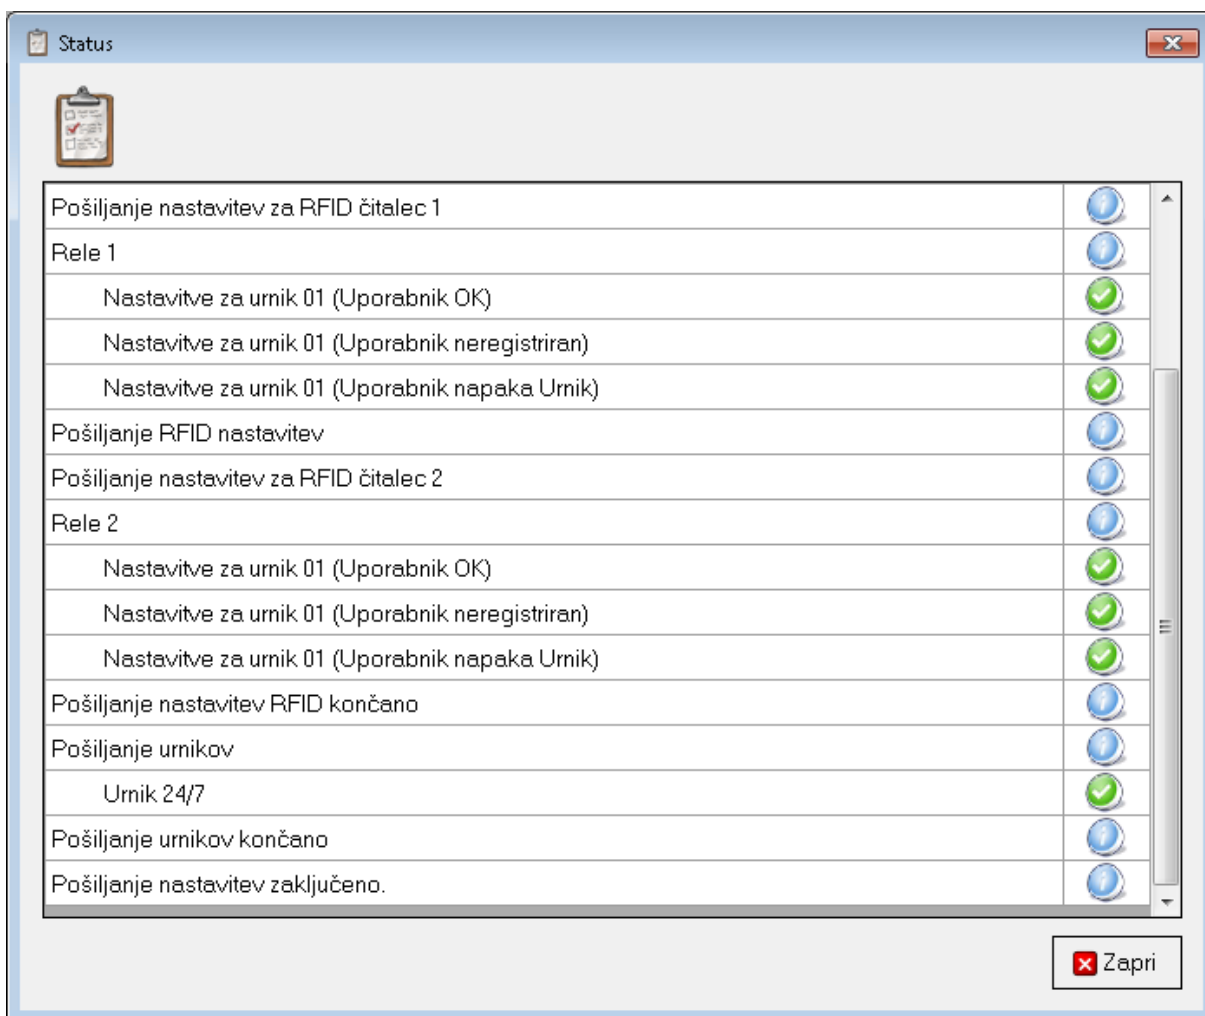 Status
Pošiljanje nastavitev za RFID čitalec 1
Rele 1
Nastavitve za urnik 01 (Uporabnik OK)
Nastavitve za urnik 01 (Uporabnik neregistriran)
Nastavitve za urnik 01 (Uporabnik napaka Urnik)
Pošiljanje RFID nastavitev
Pošiljanje nastavitev za RFID čitalec 2
Rele 2
Nastavitve za urnik 01 (Uporabnik OK)
Nastavitve za urnik 01 (Uporabnik neregistriran)
Nastavitve za urnik 01 (Uporabnik napaka Urnik)
Pošiljanje nastavitev RFID končano
Pošiljanje urnikov
Urnik 24/7
Pošiljanje urnikov končano
Pošiljanje nastavitev zaključeno.
Zapri